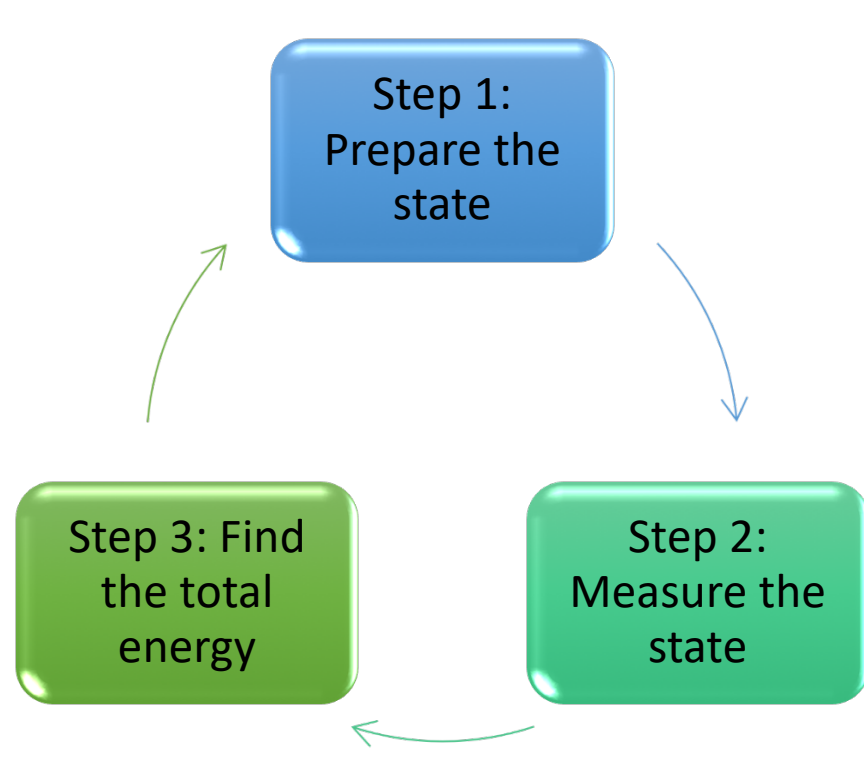 Step 1:
Prepare the
state
Step 2:
Measure the
state
Step 3: Find
the total
energy